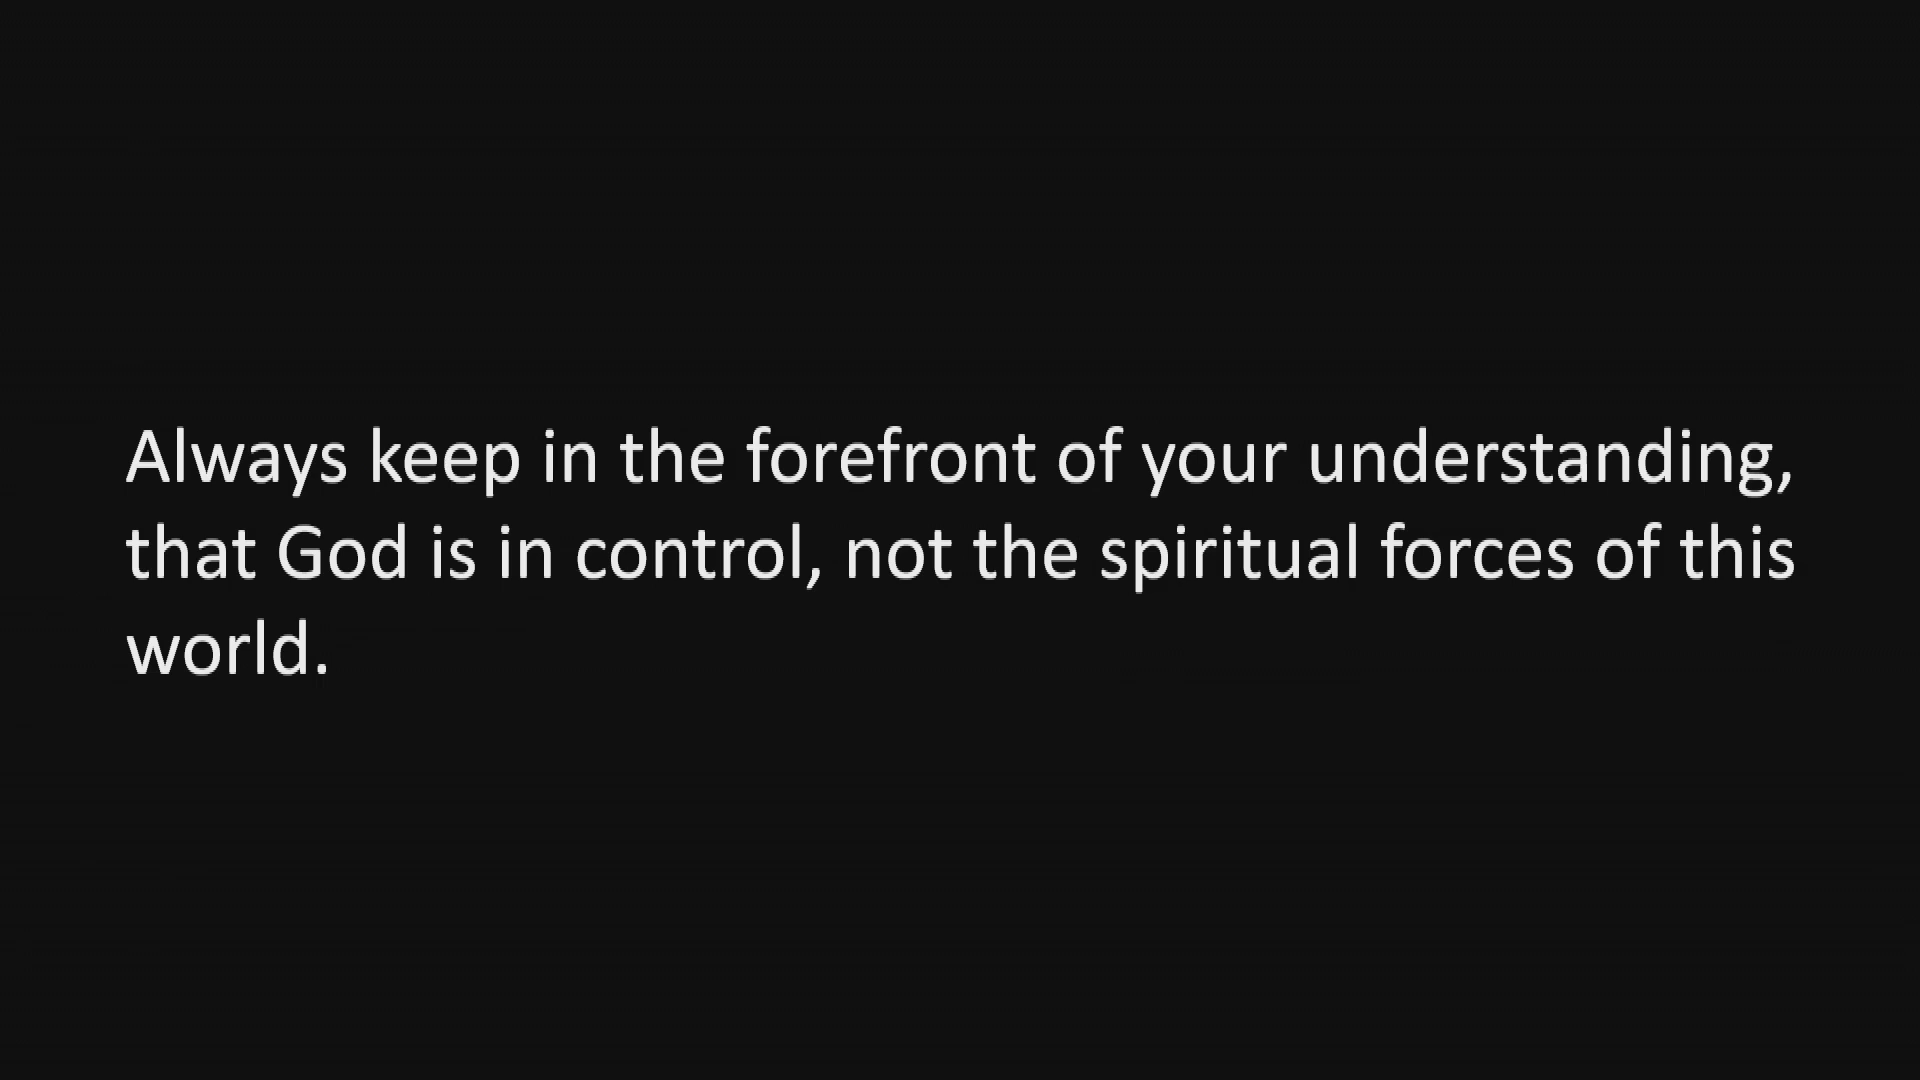 Always keep in the forefront of your understanding,
that God is in control, not the spiritual forces of this
world.